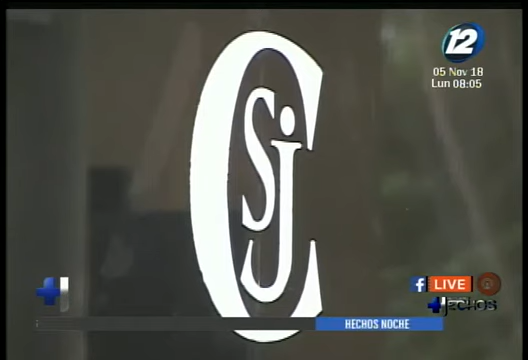 12
05 Nov 18
Lun 08:05
CSJ
f LIVE
HECHOS
HECHOS NOCHE